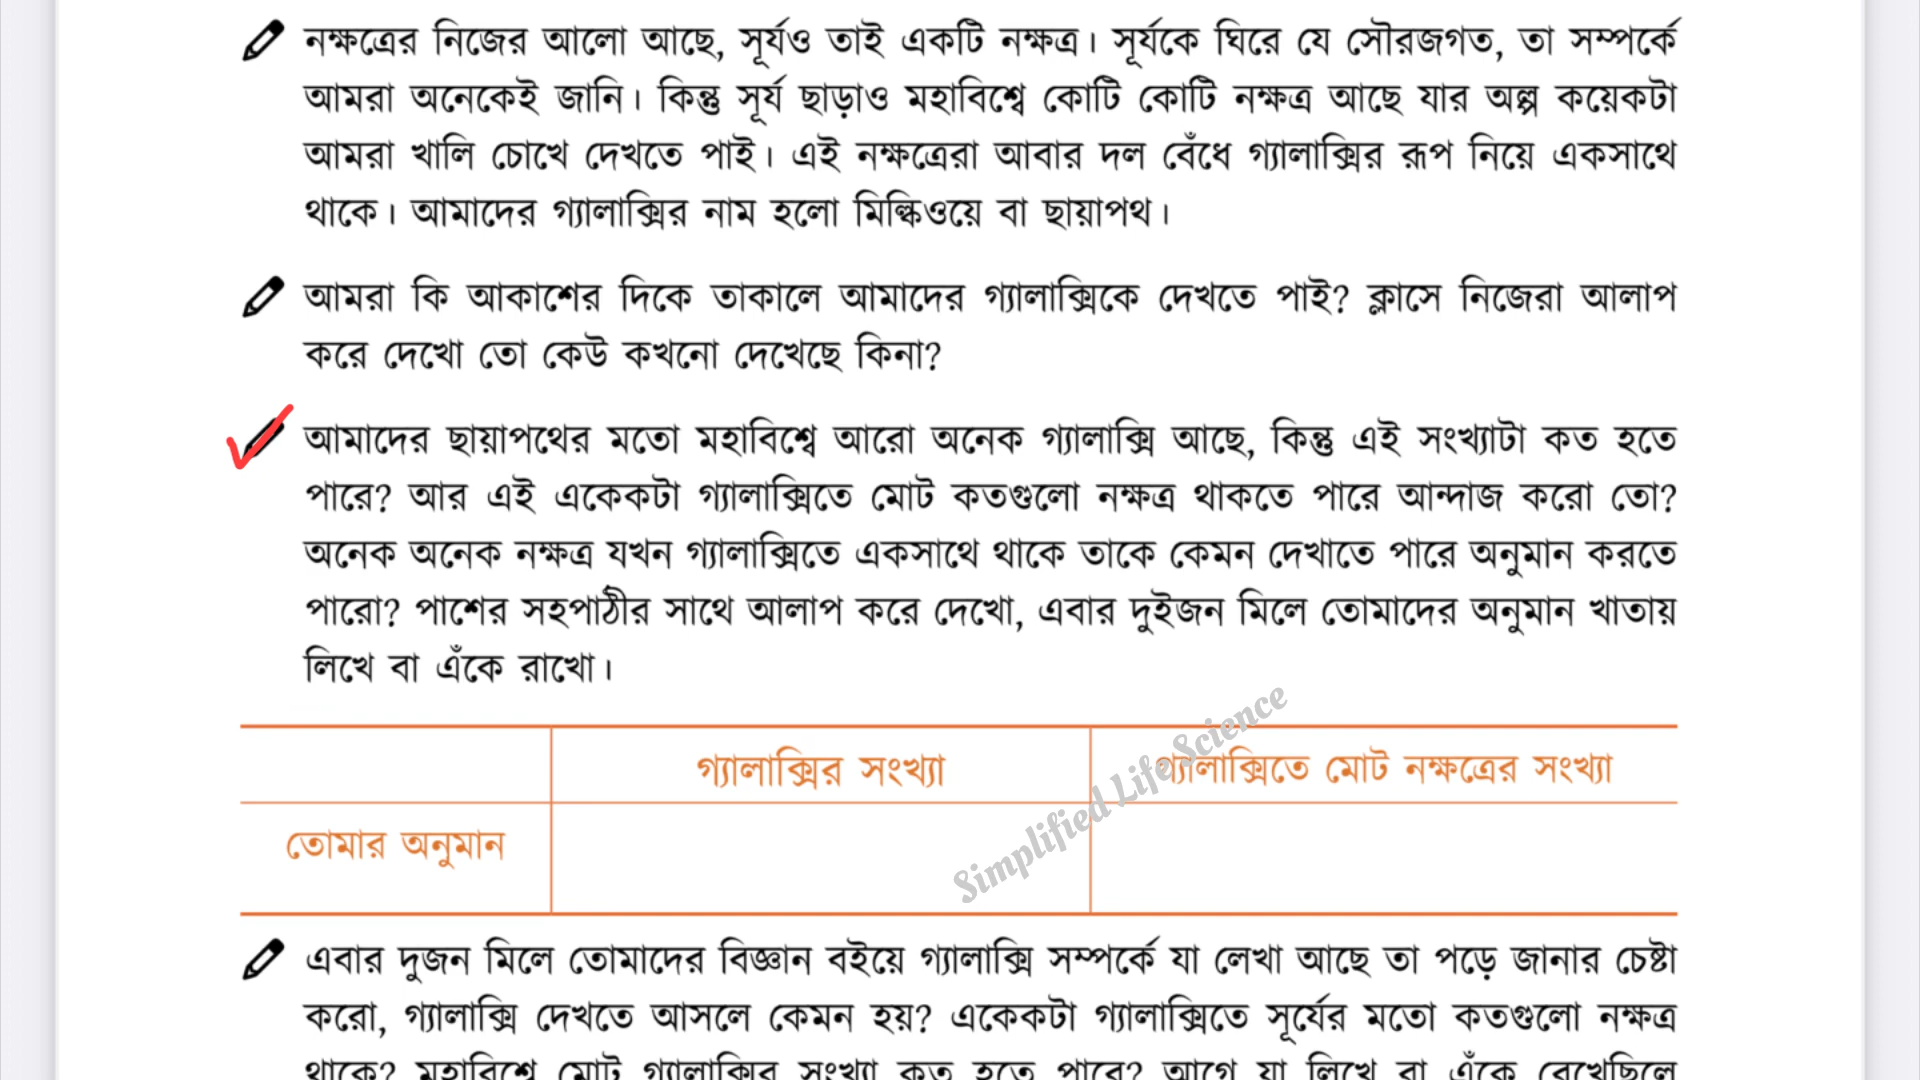 নক্ষত্রের নিজের আলো আছে, সূর্যও তাই একটি নক্ষত্র। সূর্যকে ঘিরে যে সৌরজগত, তা সম্পর্কে
আমরা অনেকেই জানি। কিন্তু সূর্য ছাড়াও মহাবিশ্বে কোটি কোটি নক্ষত্র আছে যার অল্প কয়েকটা
আমরা খালি চোখে দেখতে পাই। এই নক্ষত্রেরা আবার দল বেঁধে গ্যালাক্সির রূপ নিয়ে একসাথে
থাকে। আমাদের গ্যালাক্সির নাম হলো মিল্কিওয়ে বা ছায়াপথ।
আমরা কি আকাশের দিকে তাকালে আমাদের গ্যালাক্সিকে দেখতে পাই? ক্লাসে নিজেরা আলাপ
করে দেখো তো কেউ কখনো দেখেছে কিনা?
আমাদের ছায়াপথের মতো মহাবিশ্বে আরো অনেক গ্যালাক্সি আছে, কিন্তু এই সংখ্যাটা কত হতে
পারে? আর এই একেকটা গ্যালাক্সিতে মোট কতগুলো নক্ষত্র থাকতে পারে আন্দাজ করো তো?
অনেক অনেক নক্ষত্র যখন গ্যালাক্সিতে একসাথে থাকে তাকে কেমন দেখাতে পারে অনুমান করতে
পারো? পাশের সহপাঠীর সাথে আলাপ করে দেখো, এবার দুইজন মিলে তোমাদের অনুমান খাতায়
লিখে বা এঁকে রাখো।
গ্যালাক্সির সংখ্যা
গ্যালাক্সিতে মোট নক্ষত্রের সংখ্যা
তোমার অনুমান
Simplified Life Science
এবার দুজন মিলে তোমাদের বিজ্ঞান বইয়ে গ্যালাক্সি সম্পর্কে যা লেখা আছে তা পড়ে জানার চেষ্টা
করো, গ্যালাক্সি দেখতে আসলে কেমন হয়? একেকটা গ্যালাক্সিতে সূর্যের মতো কতগুলো নক্ষত্র
থাকে? মহাবিশ্বে মোট গ্যালাক্সির সংখ্যা কত হতে পারে? আগে যা লিখে বা এঁকে রেখেছিলে